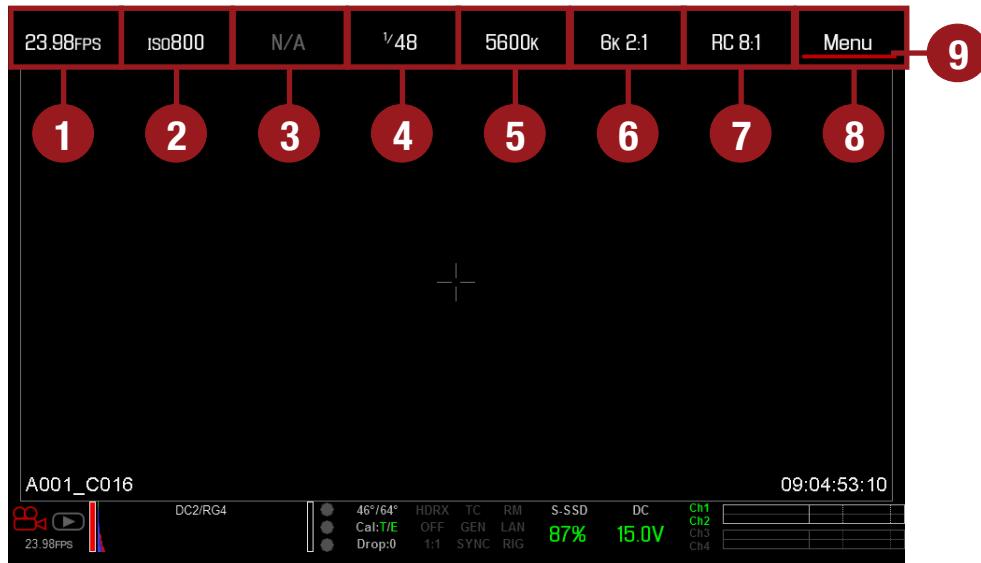 23.98FPS ISO800 N/A 1/48 5600K 6K 2:1 RC 8:1 Menu
9
1 2 3 4 5 6 7 8
A001_C016 09:04:53:10
DC2/RG4 46°/64° HDRX TC RM S-SSD DC Ch1
Cal:T/E OFF GEN LAN 87% 15.0V Ch2
23.98FPS Drop:0 1:1 SYNC RIG Ch3
Ch4